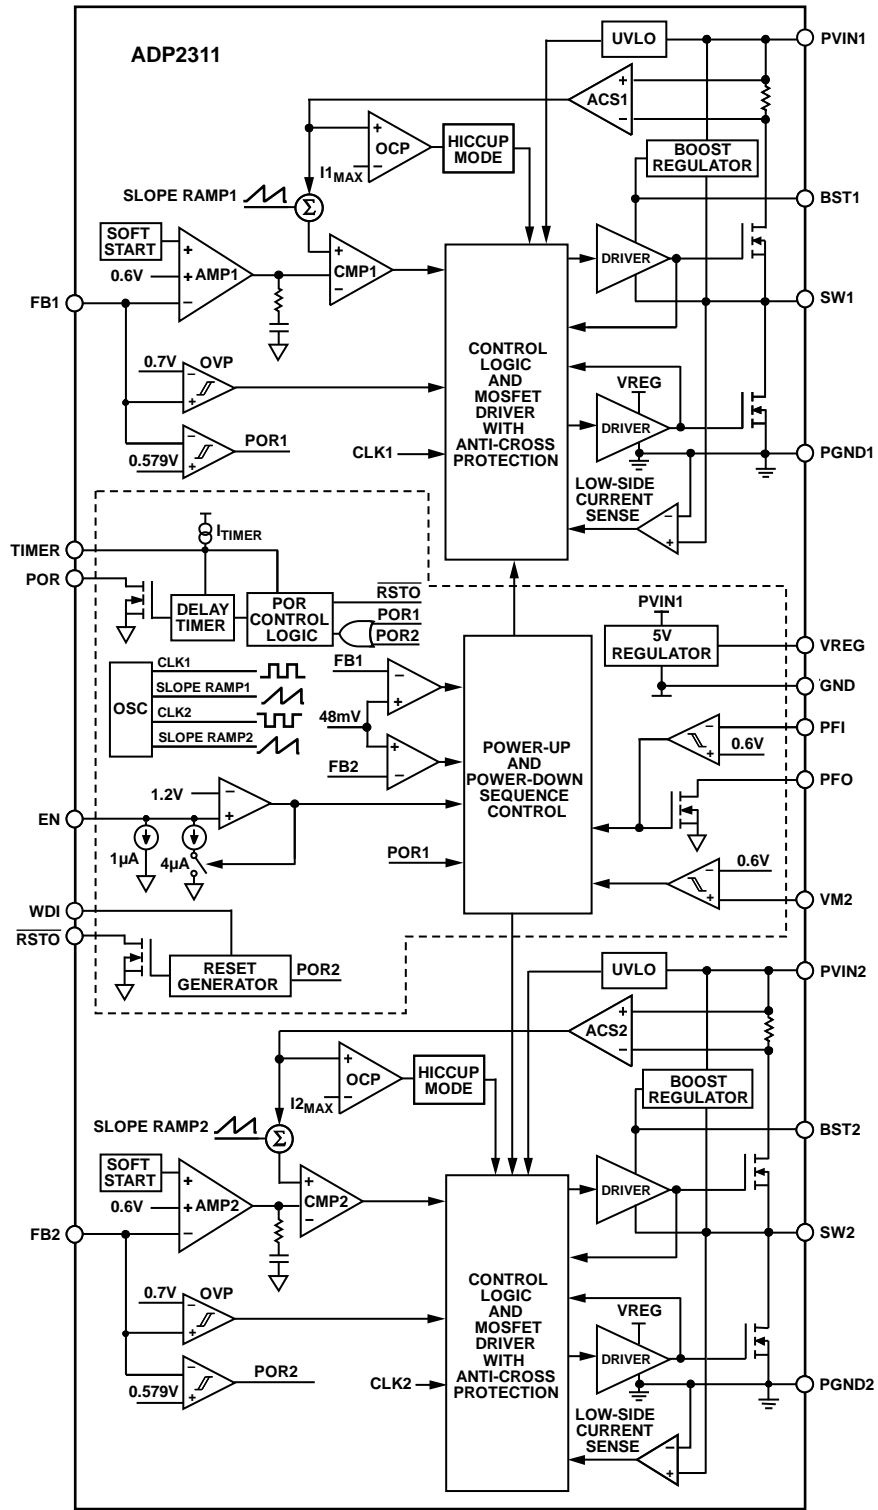 ADP2311
UVLO
PVIN1
+
ACS1
−
+
OCP
−
HICCUP
MODE
I1MAX
BOOST
REGULATOR
SLOPE RAMP1
Σ
BST1
SOFT
START
+
0.6V
+ AMP1
−
+
CMP1
−
DRIVER
FB1
SW1
CONTROL
LOGIC
AND
MOSFET
DRIVER
WITH
ANTI-CROSS
PROTECTION
0.7V
OVP
−
+
VREG
DRIVER
−
POR1
0.579V
+
CLK1
PGND1
LOW-SIDE
CURRENT
SENSE
−
+
ITIMER
TIMER
POR
DELAY
TIMER
POR
CONTROL
LOGIC
RSTO
POR1
POR2
PVIN1
5V
REGULATOR
VREG
GND
OSC
CLK1
SLOPE RAMP1
CLK2
SLOPE RAMP2
FB1
−
+
48mV
+
−
FB2
POWER-UP
AND
POWER-DOWN
SEQUENCE
CONTROL
PFI
−
+
0.6V
PFO
1.2V
−
+
EN
1µA
4µA
POR1
0.6V
−
+
VM2
WDI
RSTO
RESET
GENERATOR
POR2
UVLO
PVIN2
+
ACS2
−
+
OCP
−
HICCUP
MODE
I2MAX
BOOST
REGULATOR
SLOPE RAMP2
Σ
BST2
SOFT
START
+
0.6V
+ AMP2
−
+
CMP2
−
DRIVER
FB2
SW2
CONTROL
LOGIC
AND
MOSFET
DRIVER
WITH
ANTI-CROSS
PROTECTION
0.7V
OVP
−
+
VREG
DRIVER
−
POR2
0.579V
+
CLK2
PGND2
LOW-SIDE
CURRENT
SENSE
−
+